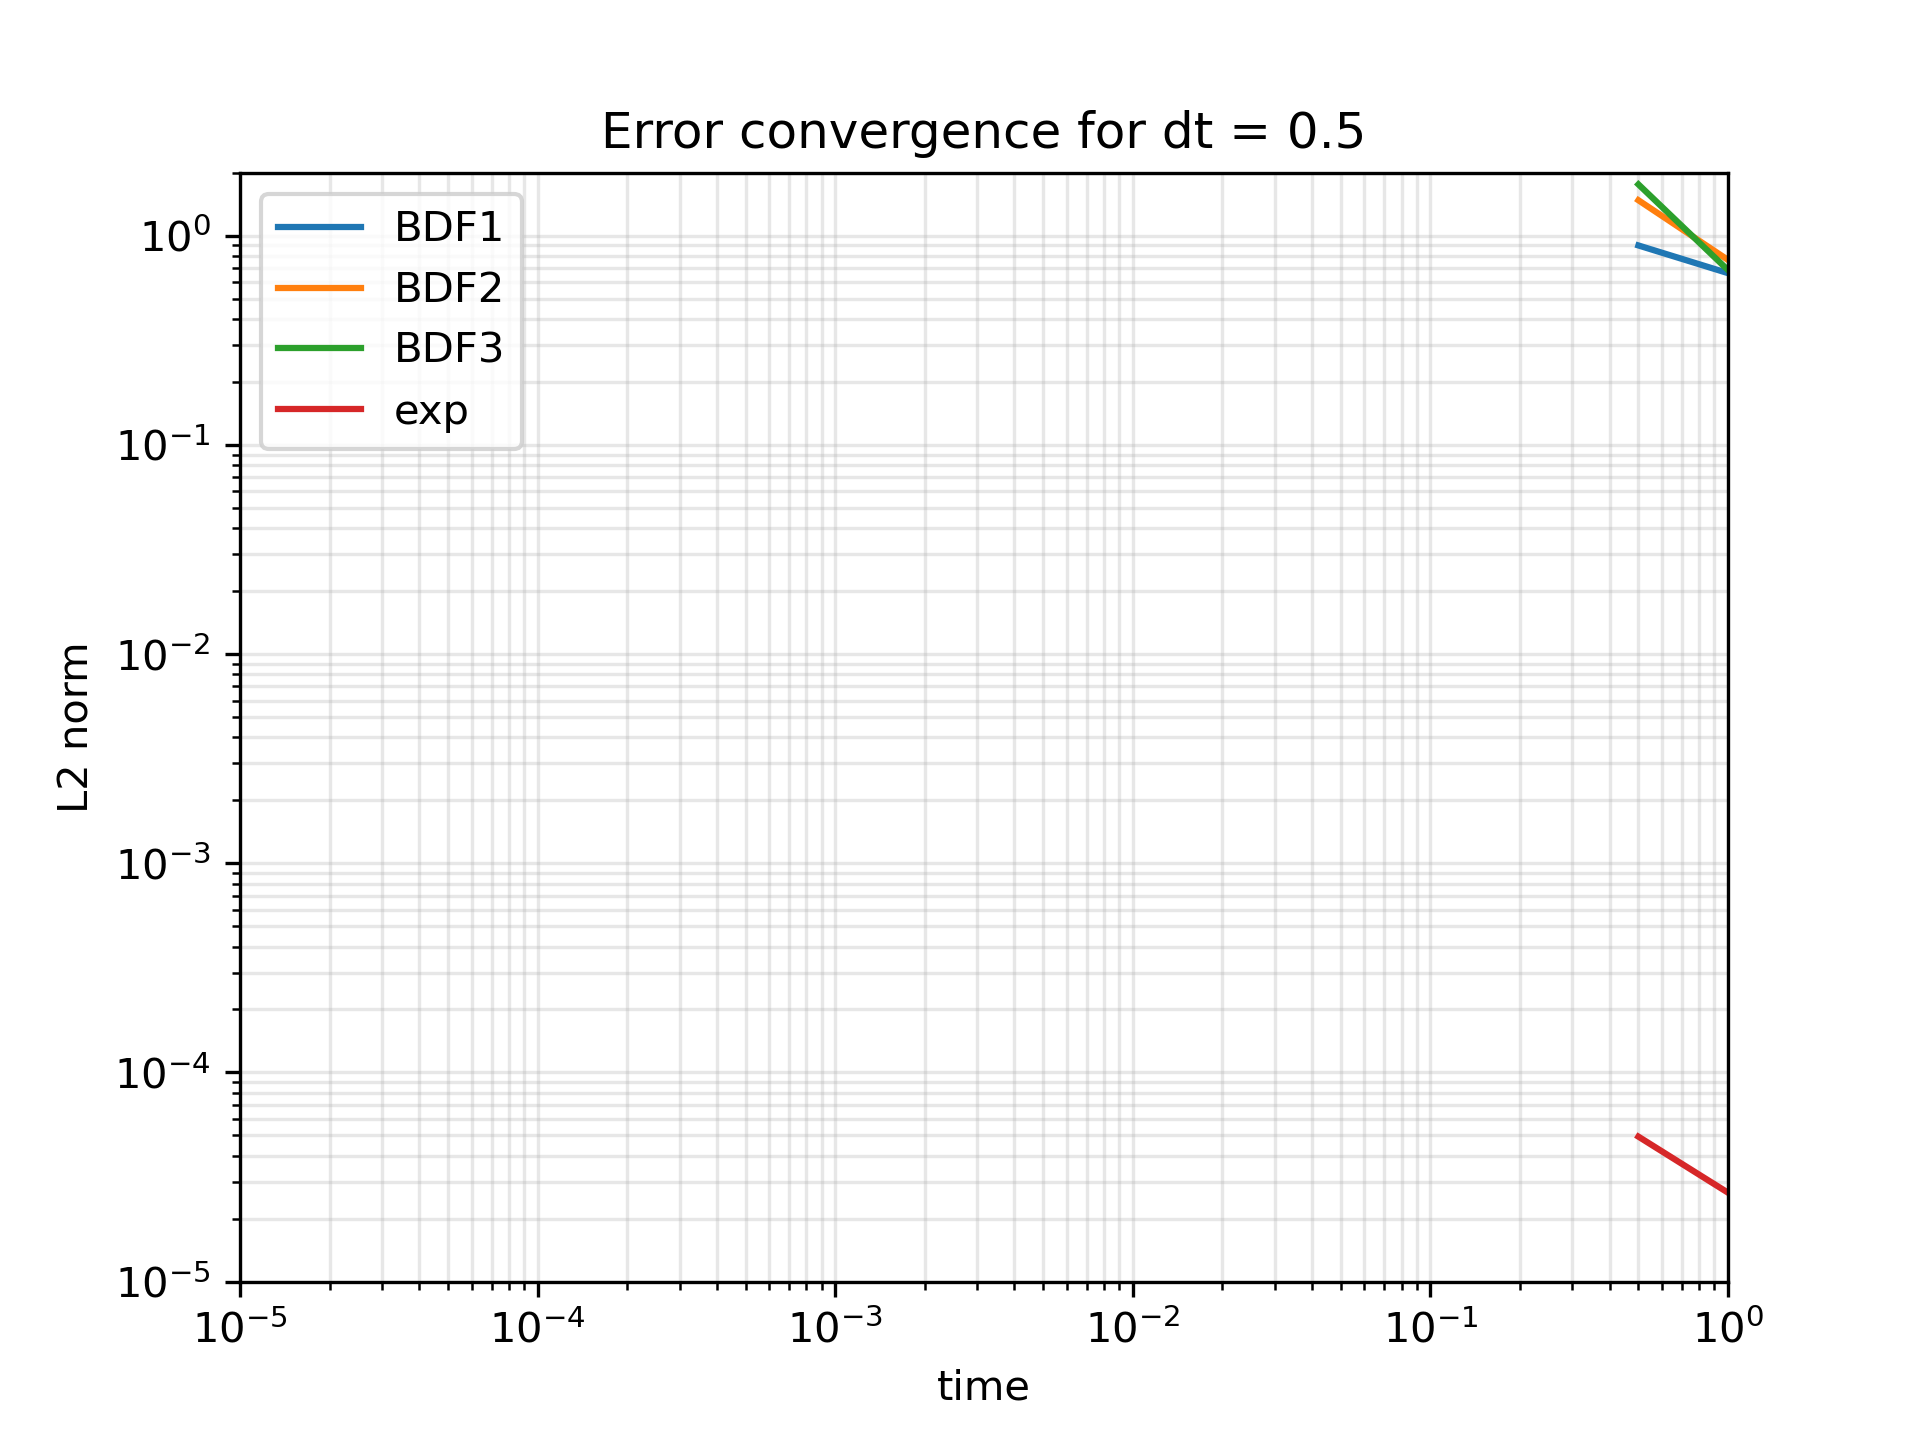 Error convergence for dt = 0.5
BDF1
BDF2
BDF3
exp
10⁰
10⁻¹
10⁻²
10⁻³
10⁻⁴
10⁻⁵
L2 norm
10⁻⁵ 10⁻⁴ 10⁻³ 10⁻² 10⁻¹ 10⁰
time